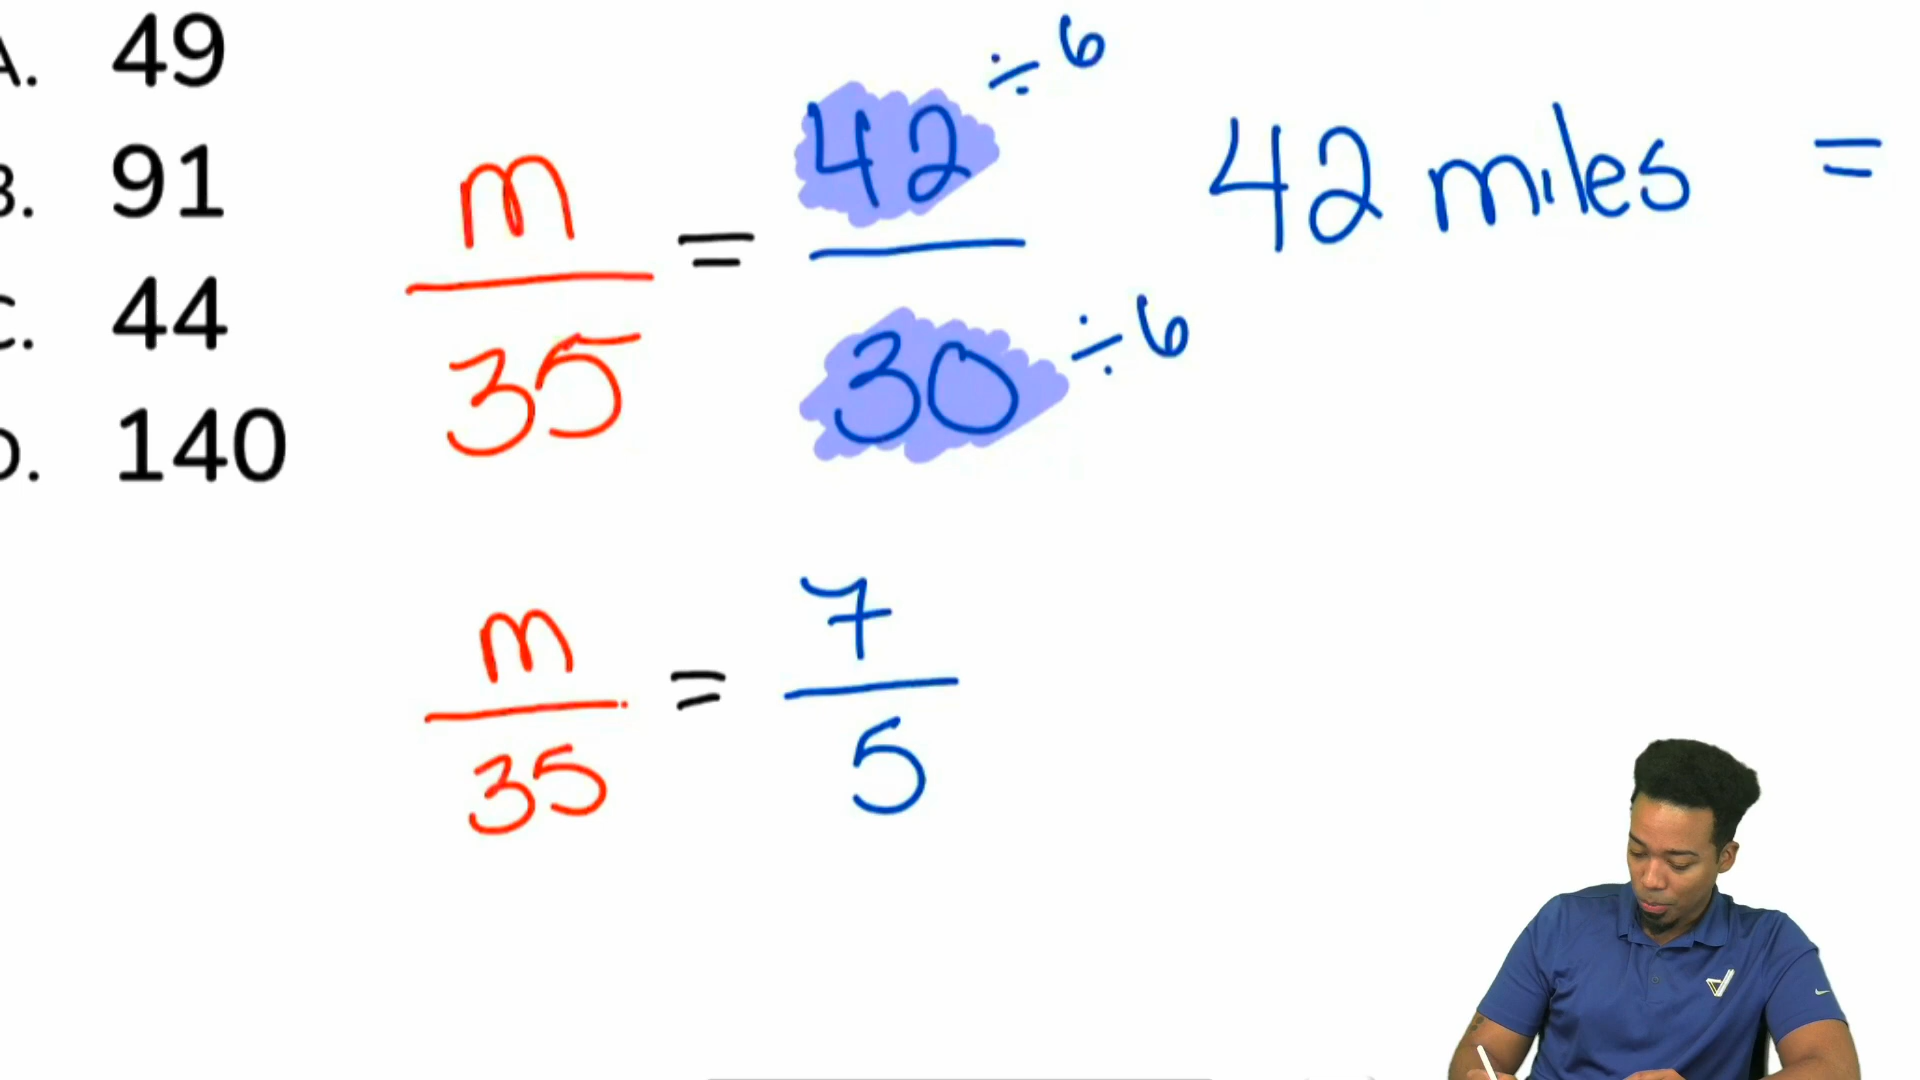 A. 49
B. 91
C. 44
D. 140
m/35 = 42/30 ÷6 ÷6
42 miles =
m/35 = 7/5